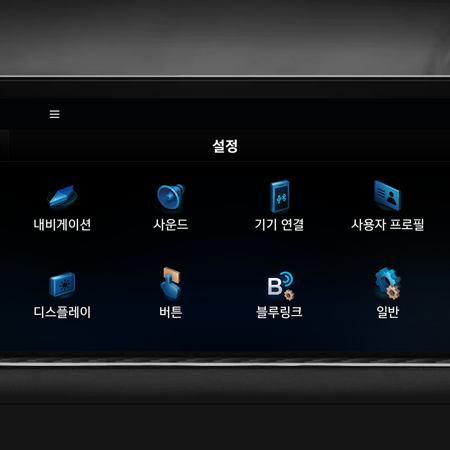 설정
내비게이션 사운드 기기 연결 사용자 프로필
디스플레이 버튼 블루링크 일반